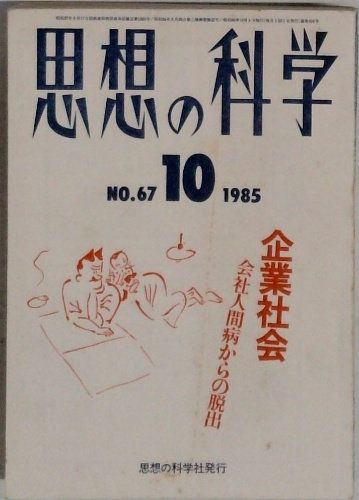 思想の科学
NO.67 10 1985
企業社会
会社人間病からの脱出
思想の科学社発行